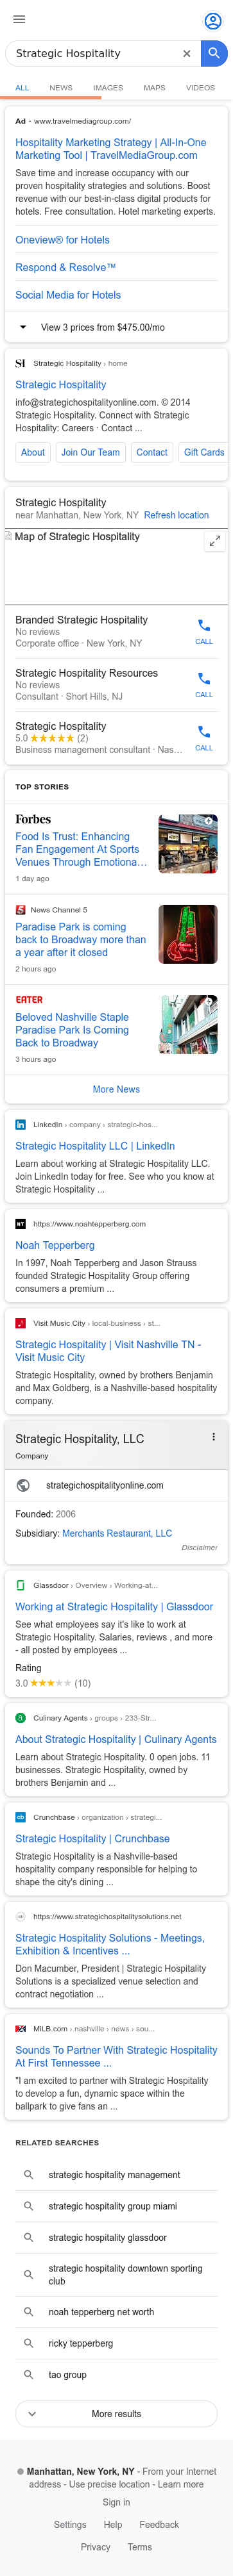 Strategic Hospitality
ALL NEWS IMAGES MAPS VIDEOS
Ad · www.travelmediagroup.com/
Hospitality Marketing Strategy | All-In-One
Marketing Tool | TravelMediaGroup.com
Save time and increase occupancy with our
proven hospitality strategies and solutions. Boost
revenue with our best-in-class digital products for
hotels. Free consultation. Hotel marketing experts.
Oneview® for Hotels
Respond & Resolve™
Social Media for Hotels
View 3 prices from $475.00/mo
SH Strategic Hospitality › home
Strategic Hospitality
info@strategichospitalityonline.com. © 2014
Strategic Hospitality. Connect with Strategic
Hospitality: Careers · Contact ...
About Join Our Team Contact Gift Cards
Strategic Hospitality
near Manhattan, New York, NY Refresh location
Map of Strategic Hospitality
Branded Strategic Hospitality
No reviews
Corporate office · New York, NY
CALL
Strategic Hospitality Resources
No reviews
Consultant · Short Hills, NJ
CALL
Strategic Hospitality
5.0 (2)
Business management consultant · Nas...
CALL
TOP STORIES
Forbes
Food Is Trust: Enhancing
Fan Engagement At Sports
Venues Through Emotiona...
1 day ago
News Channel 5
Paradise Park is coming
back to Broadway more than
a year after it closed
2 hours ago
EATER
Beloved Nashville Staple
Paradise Park Is Coming
Back to Broadway
3 hours ago
More News
LinkedIn › company › strategic-hos...
Strategic Hospitality LLC | LinkedIn
Learn about working at Strategic Hospitality LLC.
Join LinkedIn today for free. See who you know at
Strategic Hospitality ...
NT https://www.noahtepperberg.com
Noah Tepperberg
In 1997, Noah Tepperberg and Jason Strauss
founded Strategic Hospitality Group offering
consumers a premium ...
Visit Music City › local-business › st...
Strategic Hospitality | Visit Nashville TN -
Visit Music City
Strategic Hospitality, owned by brothers Benjamin
and Max Goldberg, is a Nashville-based hospitality
company.
Strategic Hospitality, LLC
Company
strategichospitalityonline.com
Founded: 2006
Subsidiary: Merchants Restaurant, LLC
Disclaimer
Glassdoor › Overview › Working-at...
Working at Strategic Hospitality | Glassdoor
See what employees say it's like to work at
Strategic Hospitality. Salaries, reviews , and more
- all posted by employees ...
Rating
3.0 (10)
Culinary Agents › groups › 233-Str...
About Strategic Hospitality | Culinary Agents
Learn about Strategic Hospitality. 0 open jobs. 11
businesses. Strategic Hospitality, owned by
brothers Benjamin and ...
cb Crunchbase › organization › strategi...
Strategic Hospitality | Crunchbase
Strategic Hospitality is a Nashville-based
hospitality company responsible for helping to
shape the city's dining ...
https://www.strategichospitalitysolutions.net
Strategic Hospitality Solutions - Meetings,
Exhibition & Incentives ...
Don Macumber, President | Strategic Hospitality
Solutions is a specialized venue selection and
contract negotiation ...
MiLB.com › nashville › news › sou...
Sounds To Partner With Strategic Hospitality
At First Tennessee ...
"I am excited to partner with Strategic Hospitality
to develop a fun, dynamic space within the
ballpark to give fans an ...
RELATED SEARCHES
strategic hospitality management
strategic hospitality group miami
strategic hospitality glassdoor
strategic hospitality downtown sporting
club
noah tepperberg net worth
ricky tepperberg
tao group
More results
Manhattan, New York, NY - From your Internet
address - Use precise location - Learn more
Sign in
Settings Help Feedback
Privacy Terms